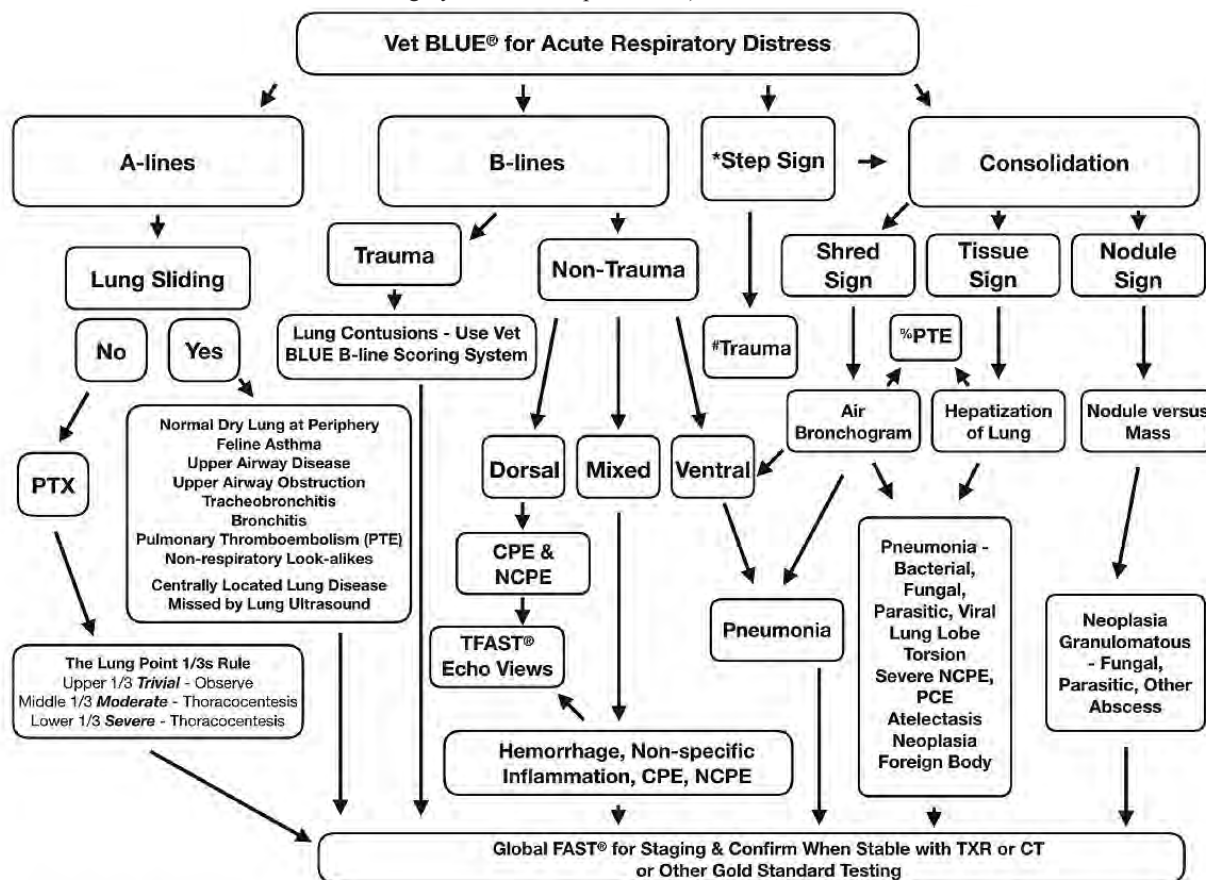 Vet BLUE® for Acute Respiratory Distress
A-lines
B-lines
*Step Sign
Consolidation
Lung Sliding
Trauma
Non-Trauma
Shred
Sign
Tissue
Sign
Nodule
Sign
No
Yes
Lung Contusions - Use Vet
BLUE B-line Scoring System
#Trauma
%PTE
PTX
Normal Dry Lung at Periphery
Feline Asthma
Upper Airway Disease
Upper Airway Obstruction
Tracheobronchitis
Bronchitis
Pulmonary Thromboembolism (PTE)
Non-respiratory Look-alikes
Centrally Located Lung Disease
Missed by Lung Ultrasound
Dorsal
Mixed
Ventral
Air
Bronchogram
Hepatization
of Lung
Nodule versus
Mass
CPE &
NCPE
TFAST®
Echo Views
Pneumonia
Pneumonia -
Bacterial,
Fungal,
Parasitic, Viral
Lung Lobe
Torsion
Severe NCPE,
PCE
Atelectasis
Neoplasia
Foreign Body
Neoplasia
Granulomatous
- Fungal,
Parasitic, Other
Abscess
The Lung Point 1/3s Rule
Upper 1/3 Trivial - Observe
Middle 1/3 Moderate - Thoracocentesis
Lower 1/3 Severe - Thoracocentesis
Hemorrhage, Non-specific
Inflammation, CPE, NCPE
Global FAST® for Staging & Confirm When Stable with TXR or CT
or Other Gold Standard Testing